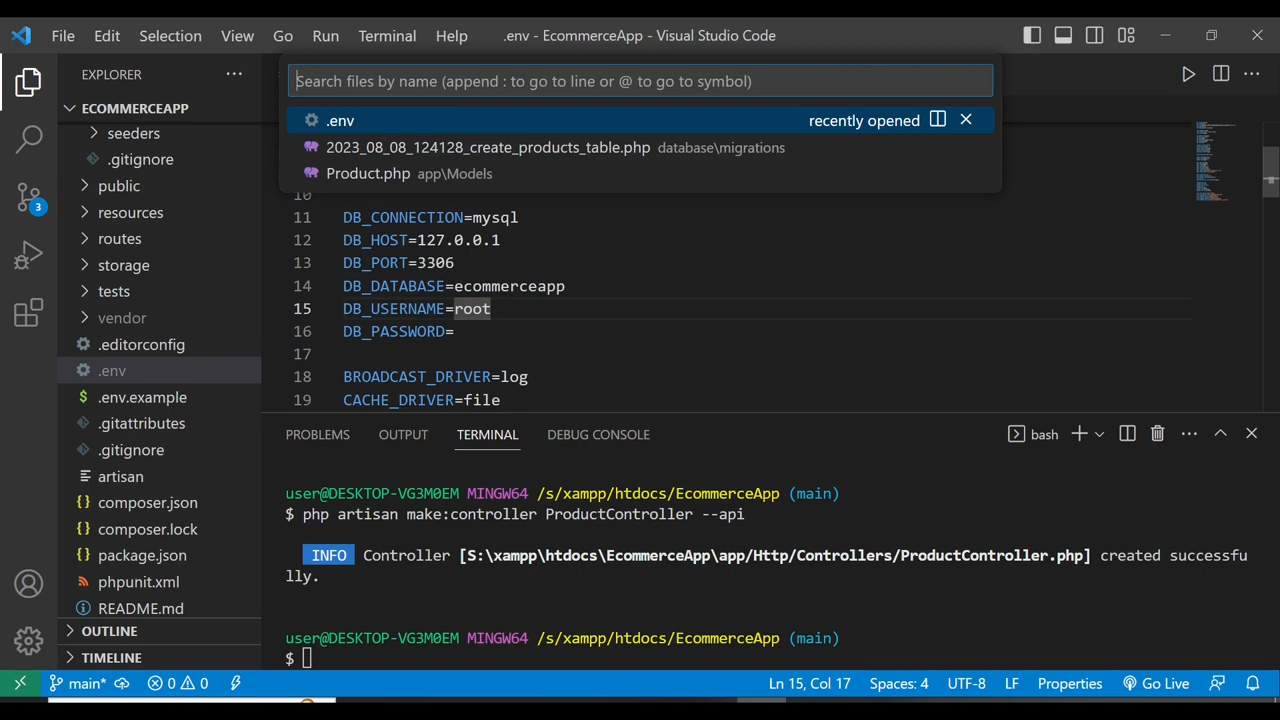 File Edit Selection View Go Run Terminal Help .env - EcommerceApp - Visual Studio Code
EXPLORER
ECOMMERCEAPP
seeders
.gitignore
public
resources
routes
storage
tests
vendor
.editorconfig
.env
.env.example
.gitattributes
.gitignore
artisan
composer.json
composer.lock
package.json
phpunit.xml
README.md
OUTLINE
TIMELINE
3
Search files by name (append : to go to line or @ to go to symbol)
.env recently opened
2023_08_08_124128_create_products_table.php database\migrations
Product.php app\Models
10
11 DB_CONNECTION=mysql
12 DB_HOST=127.0.0.1
13 DB_PORT=3306
14 DB_DATABASE=ecommerceapp
15 DB_USERNAME=root
16 DB_PASSWORD=
17
18 BROADCAST_DRIVER=log
19 CACHE_DRIVER=file
PROBLEMS OUTPUT TERMINAL DEBUG CONSOLE bash
user@DESKTOP-VG3M0EM MINGW64 /s/xampp/htdocs/EcommerceApp (main)
$ php artisan make:controller ProductController --api
INFO Controller [S:\xampp\htdocs\EcommerceApp\app/Http/Controllers/ProductController.php] created successfu
lly.
user@DESKTOP-VG3M0EM MINGW64 /s/xampp/htdocs/EcommerceApp (main)
$
main* 0 0 Ln 15, Col 17 Spaces: 4 UTF-8 LF Properties Go Live